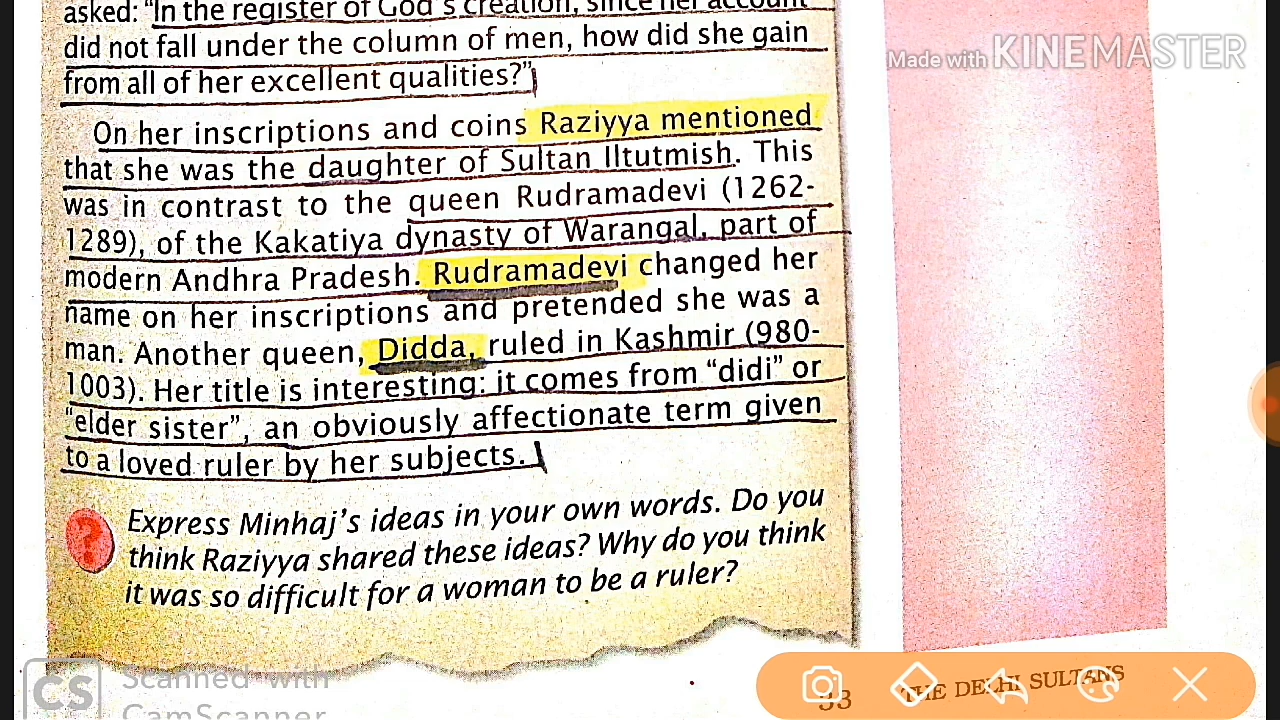 asked: "In the register of God's creation, since her account
did not fall under the column of men, how did she gain
from all of her excellent qualities?"
On her inscriptions and coins Raziyya mentioned
that she was the daughter of Sultan Iltutmish. This
was in contrast to the queen Rudramadevi (1262-
1289), of the Kakatiya dynasty of Warangal, part of
modern Andhra Pradesh. Rudramadevi changed her
name on her inscriptions and pretended she was a
man. Another queen, Didda, ruled in Kashmir (980-
1003). Her title is interesting: it comes from "didi" or
"elder sister", an obviously affectionate term given
to a loved ruler by her subjects.
? Express Minhaj's ideas in your own words. Do you
think Raziyya shared these ideas? Why do you think
it was so difficult for a woman to be a ruler?
Made with KINEMASTER
CS Scanned with
CamScanner
33 THE DELHI SULTANS